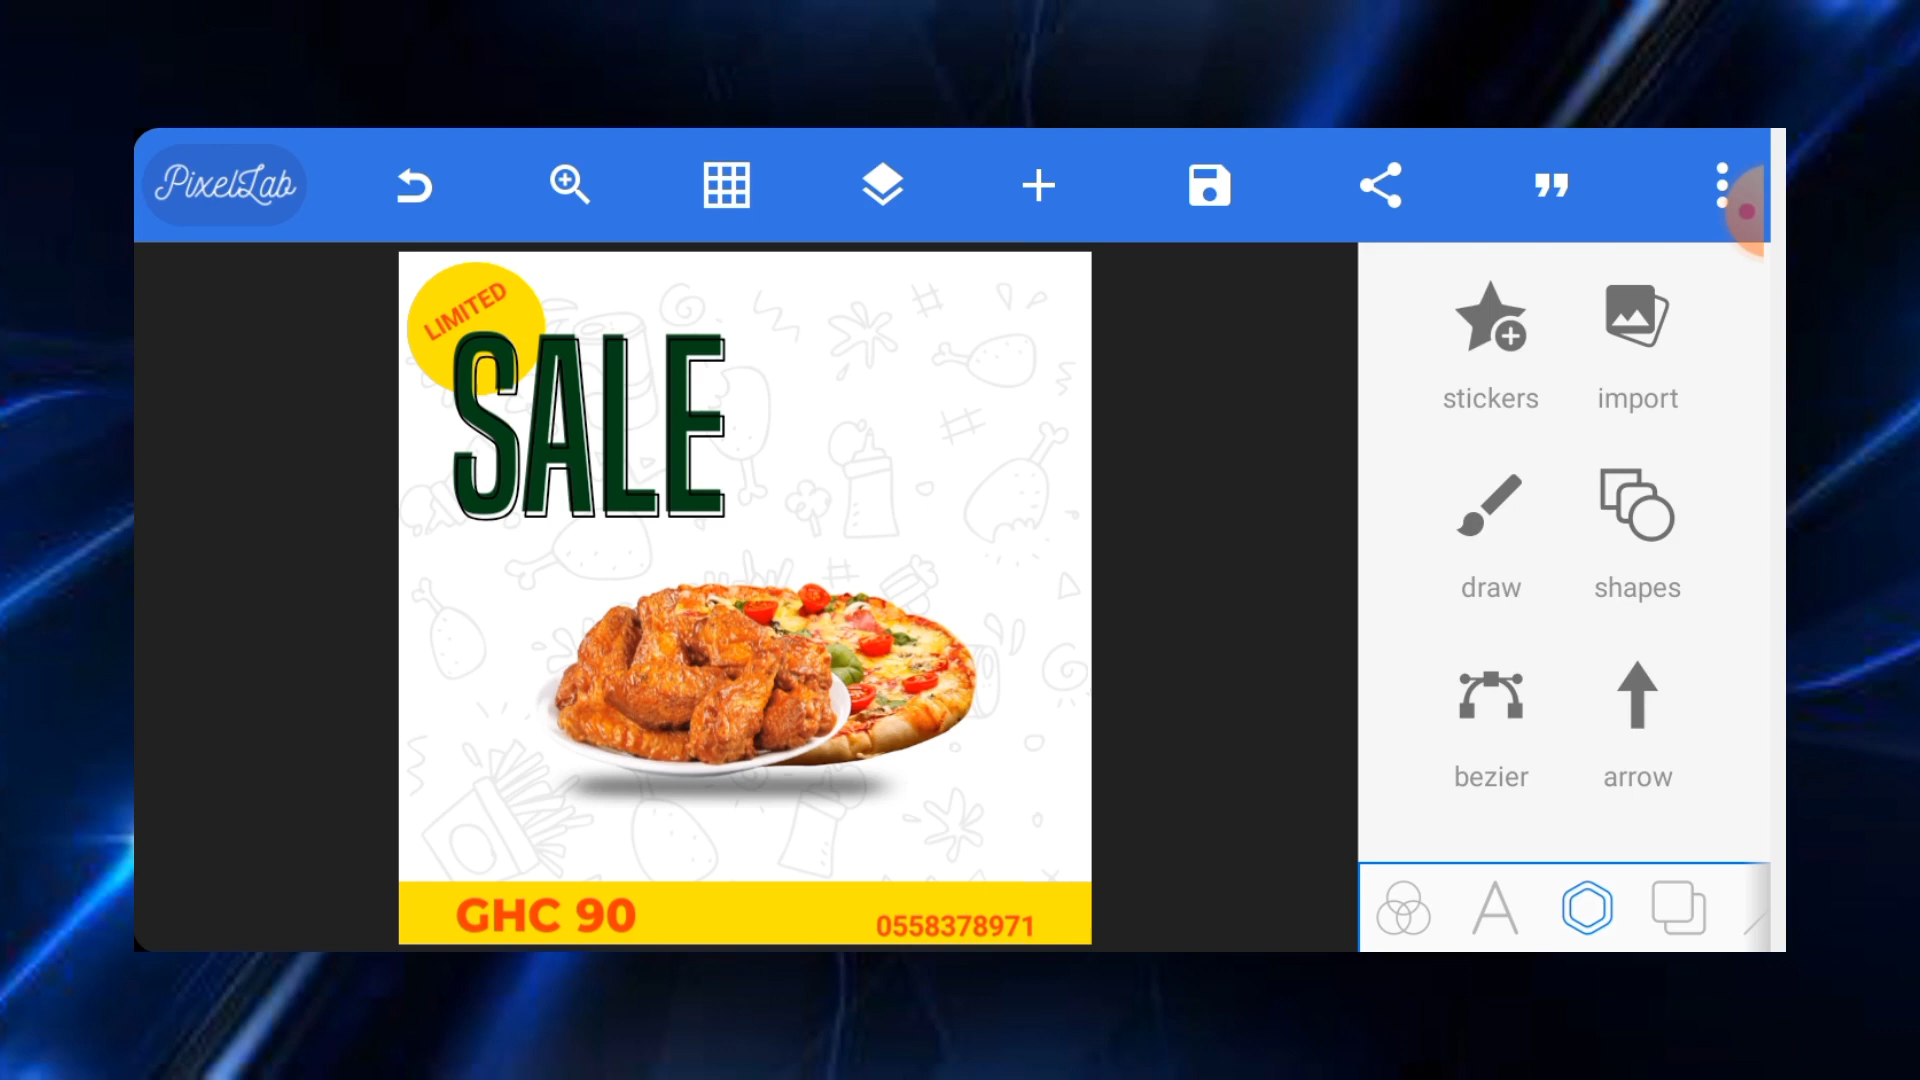 PixelLab
LIMITED
SALE
GHC 90
0558378971
stickers
import
draw
shapes
bezier
arrow